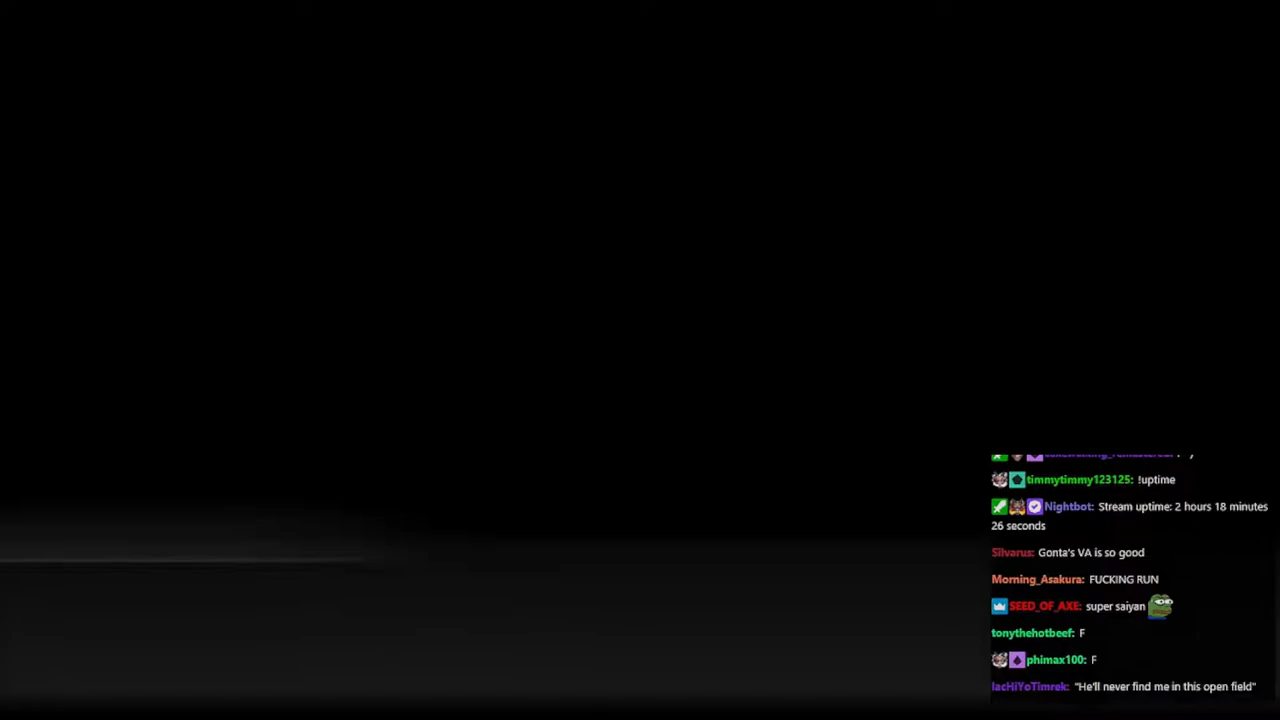 timmytimmy123125: !uptime
Nightbot: Stream uptime: 2 hours 18 minutes
26 seconds
Silvarus: Gonta's VA is so good
Morning_Asakura: FUCKING RUN
SEED_OF_AXE: super saiyan
tonythehotbeef: F
phimax100: F
IacHiYoTimrek: "He'll never find me in this open field"